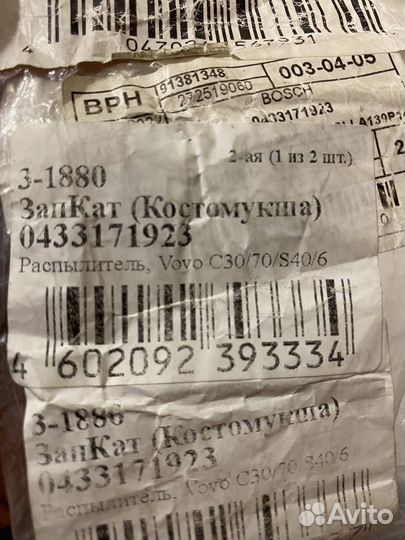 ВРН
91381348
272519060
003-04-05
BOSCH
0433171923
2-ая (1 из 2 шт.)
3-1880
ЗапКат (Костомукша)
0433171923
Распылитель, Vovo C30/70/S40/6
4 602092 393334
3-1886
ЗапКат (Костомукша)
0433171923
Распылитель, Vovo C30/70/S40/6
Avito